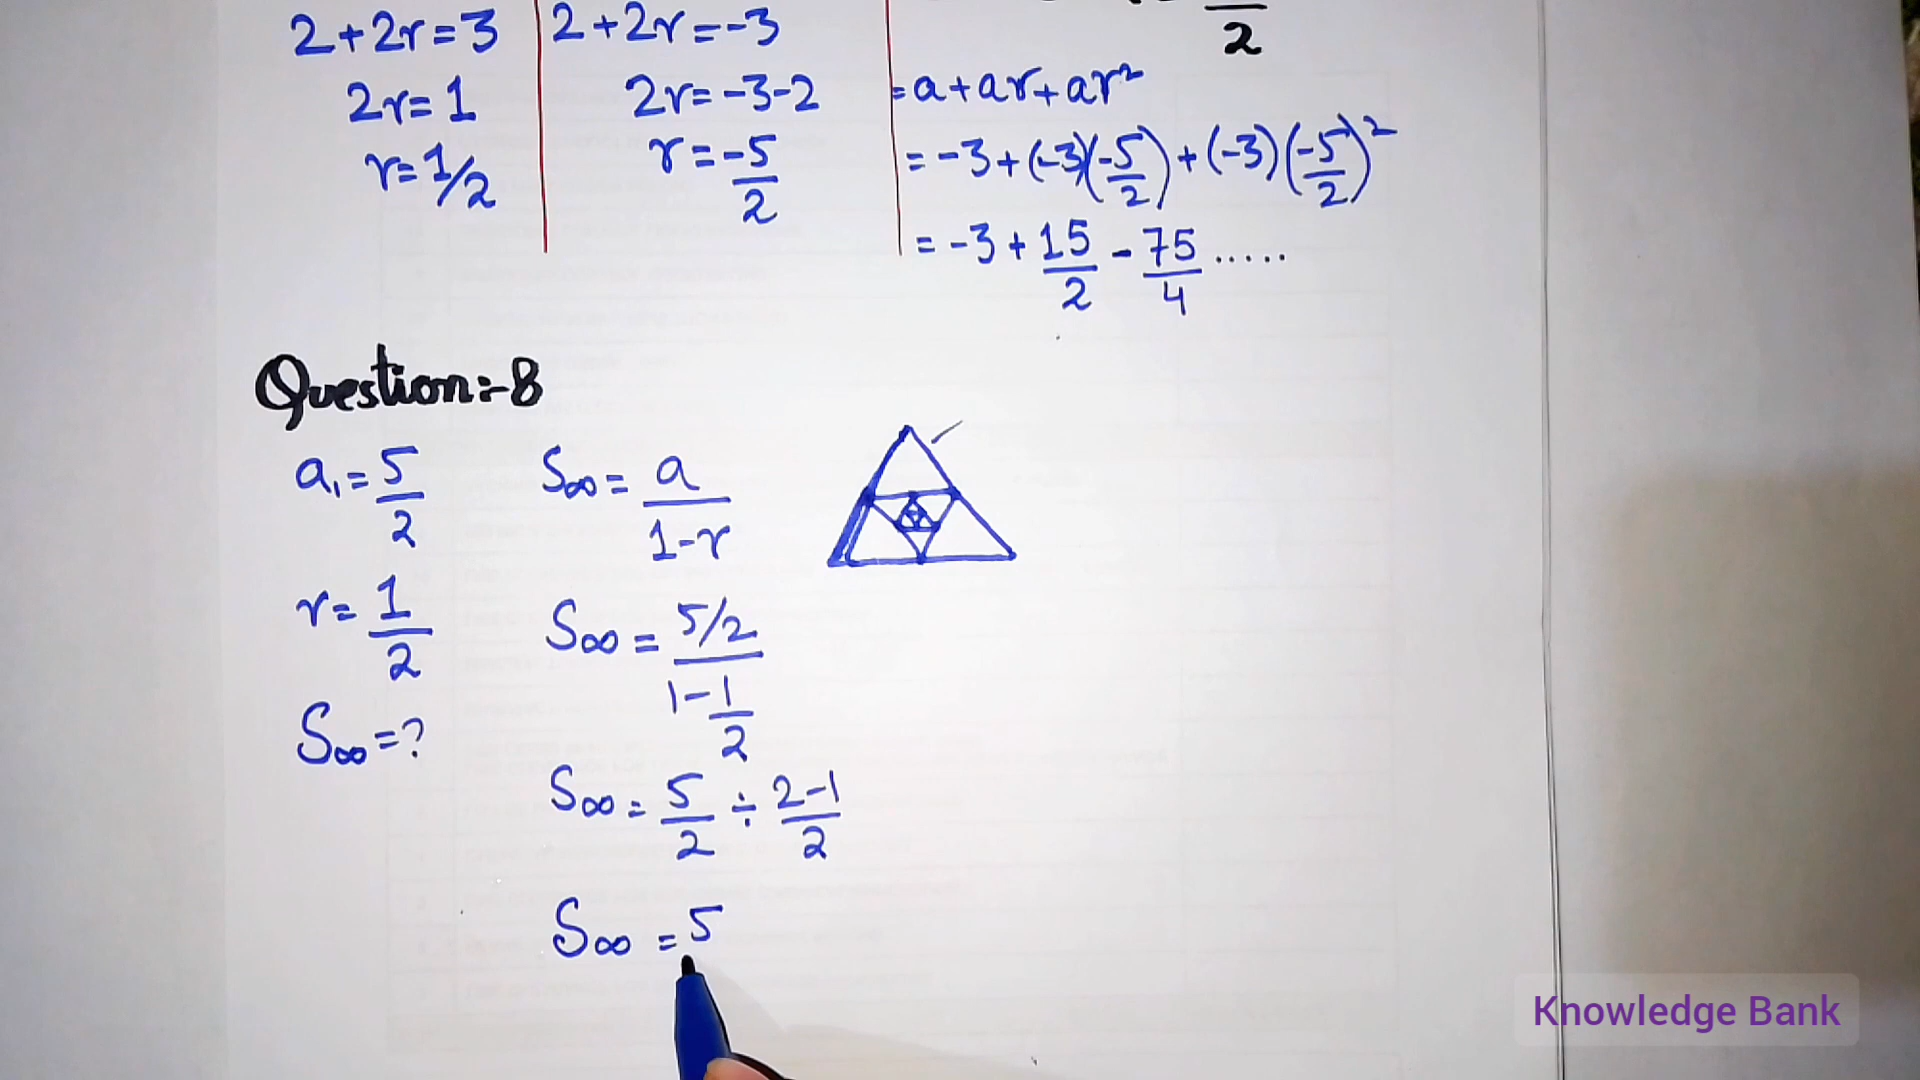 2+2r=3
2r=1
r=1/2
2+2r=-3
2r=-3-2
r=-5/2
2
=a+ar+ar²
=-3+(-3)(-5/2)+(-3)(-5/2)²
=-3+15/2-75/4.....
Question:-8
a₁=5/2
r=1/2
S∞=?
S∞=a/1-r
S∞=5/2/1-1/2
S∞=5/2÷2-1/2
S∞=5
Knowledge Bank